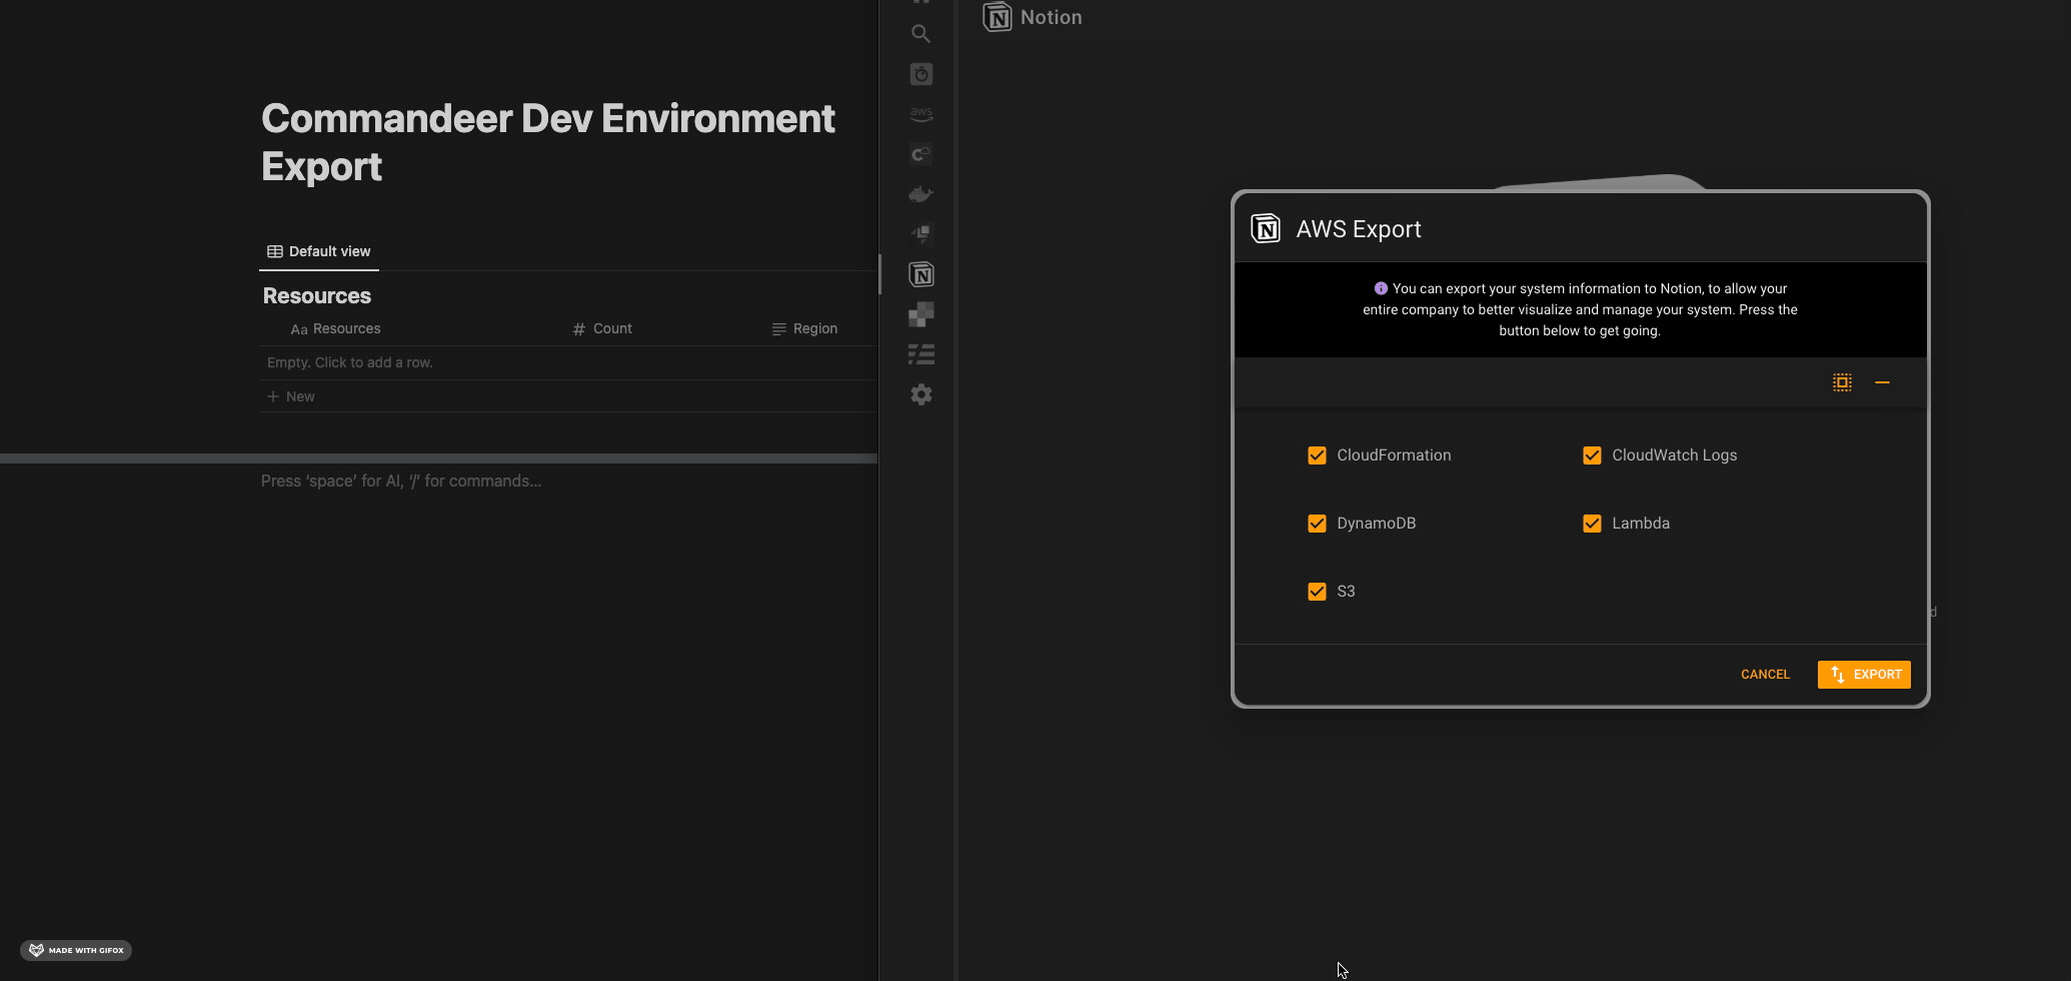 Commandeer Dev Environment
Export
Default view
Resources
Aa Resources
# Count
Region
Empty. Click to add a row.
+ New
Press ‘space’ for AI, ‘/’ for commands...
MADE WITH GIFOX
Notion
aws
AWS Export
You can export your system information to Notion, to allow your
entire company to better visualize and manage your system. Press the
button below to get going.
CloudFormation
CloudWatch Logs
DynamoDB
Lambda
S3
d
CANCEL
EXPORT